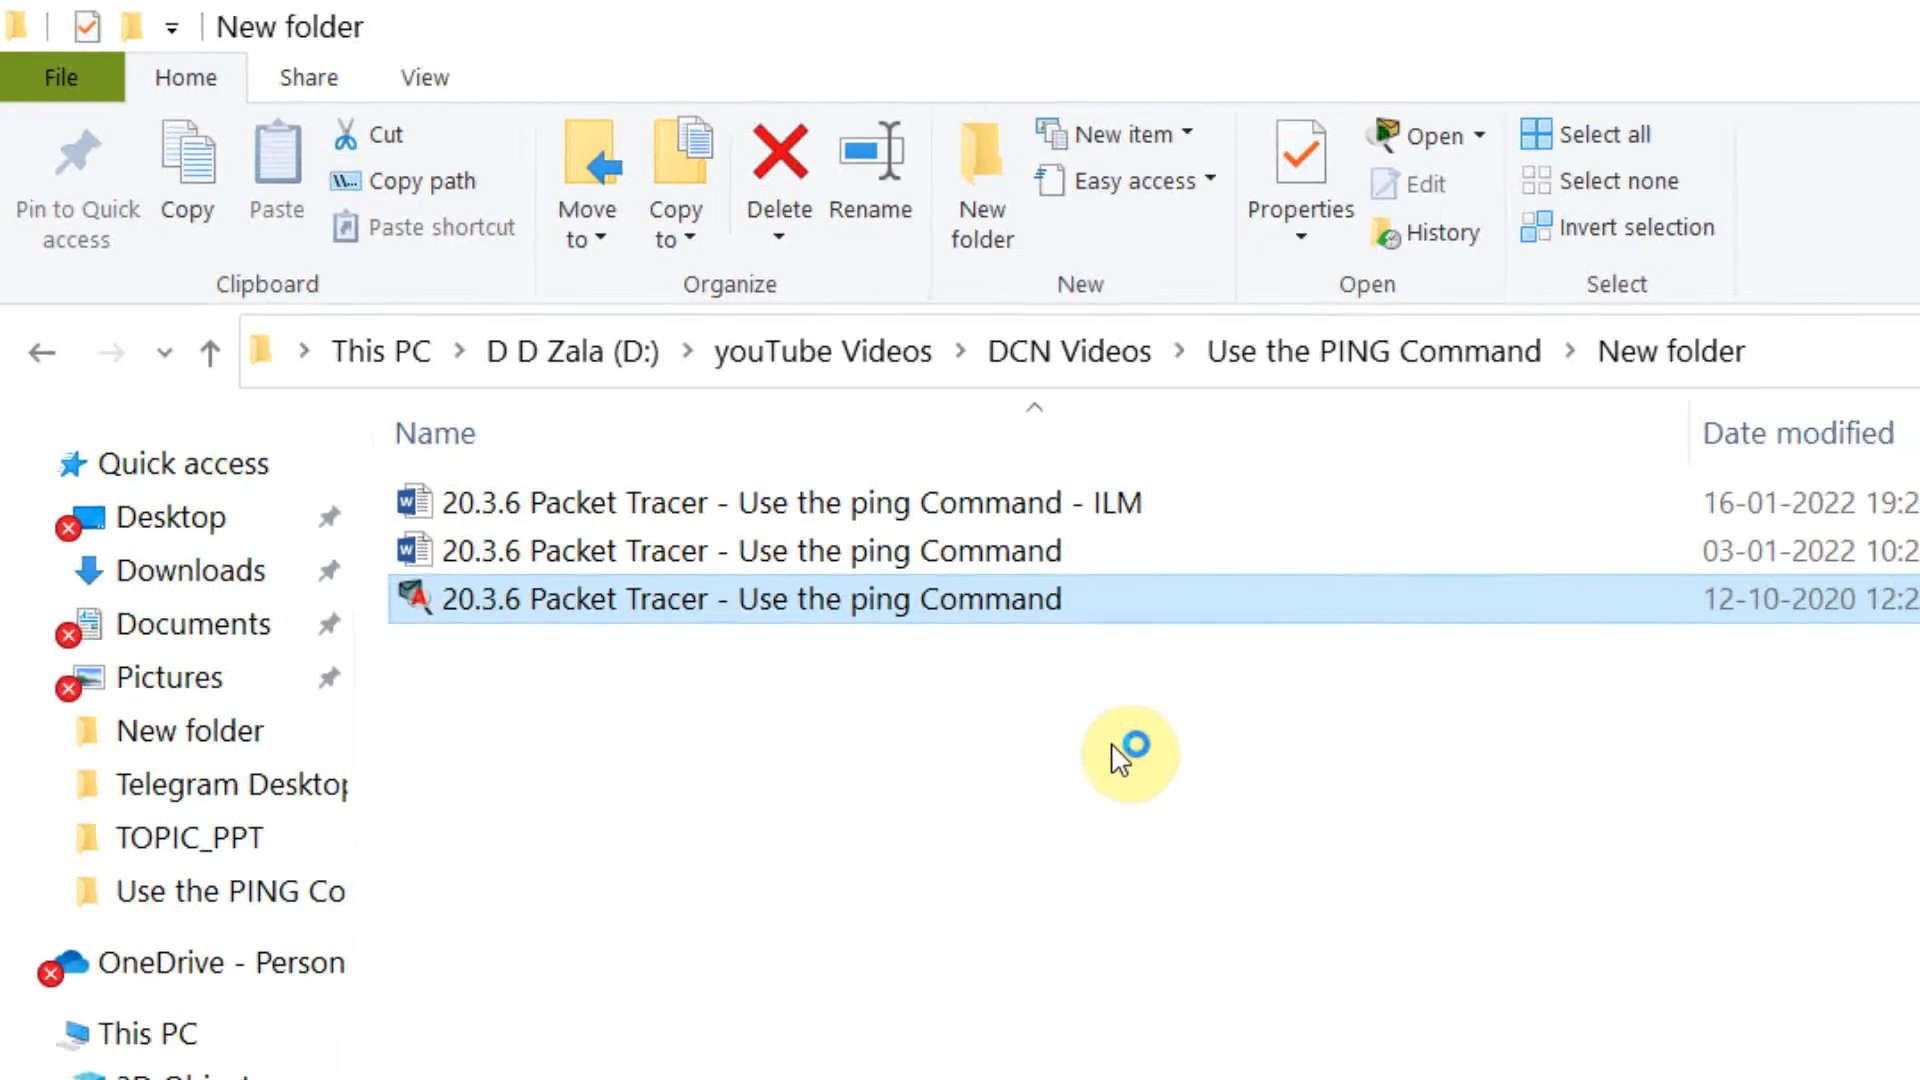 New folder
File Home Share View
Pin to Quick access
Copy
Paste
Cut
Copy path
Paste shortcut
Clipboard
Move to
Copy to
Delete
Rename
Organize
New folder
New item
Easy access
New
Properties
Open
Edit
History
Open
Select all
Select none
Invert selection
Select
This PC > D D Zala (D:) > youTube Videos > DCN Videos > Use the PING Command > New folder
Name Date modified
20.3.6 Packet Tracer - Use the ping Command - ILM 16-01-2022 19:2
20.3.6 Packet Tracer - Use the ping Command 03-01-2022 10:2
20.3.6 Packet Tracer - Use the ping Command 12-10-2020 12:2
Quick access
Desktop
Downloads
Documents
Pictures
New folder
Telegram Desktop
TOPIC_PPT
Use the PING Co
OneDrive - Person
This PC